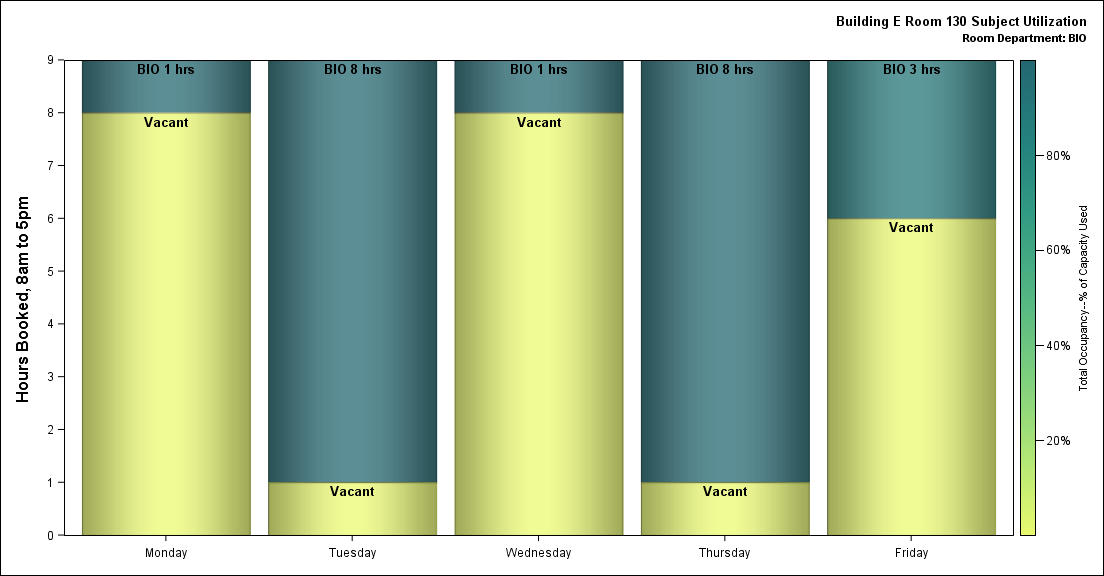 Building E Room 130 Subject Utilization
Room Department: BIO
Hours Booked, 8am to 5pm
9
8
7
6
5
4
3
2
1
0
BIO 1 hrs
Vacant
BIO 8 hrs
Vacant
BIO 1 hrs
Vacant
BIO 8 hrs
Vacant
BIO 3 hrs
Vacant
Monday
Tuesday
Wednesday
Thursday
Friday
80%
60%
40%
20%
Total Occupancy--% of Capacity Used